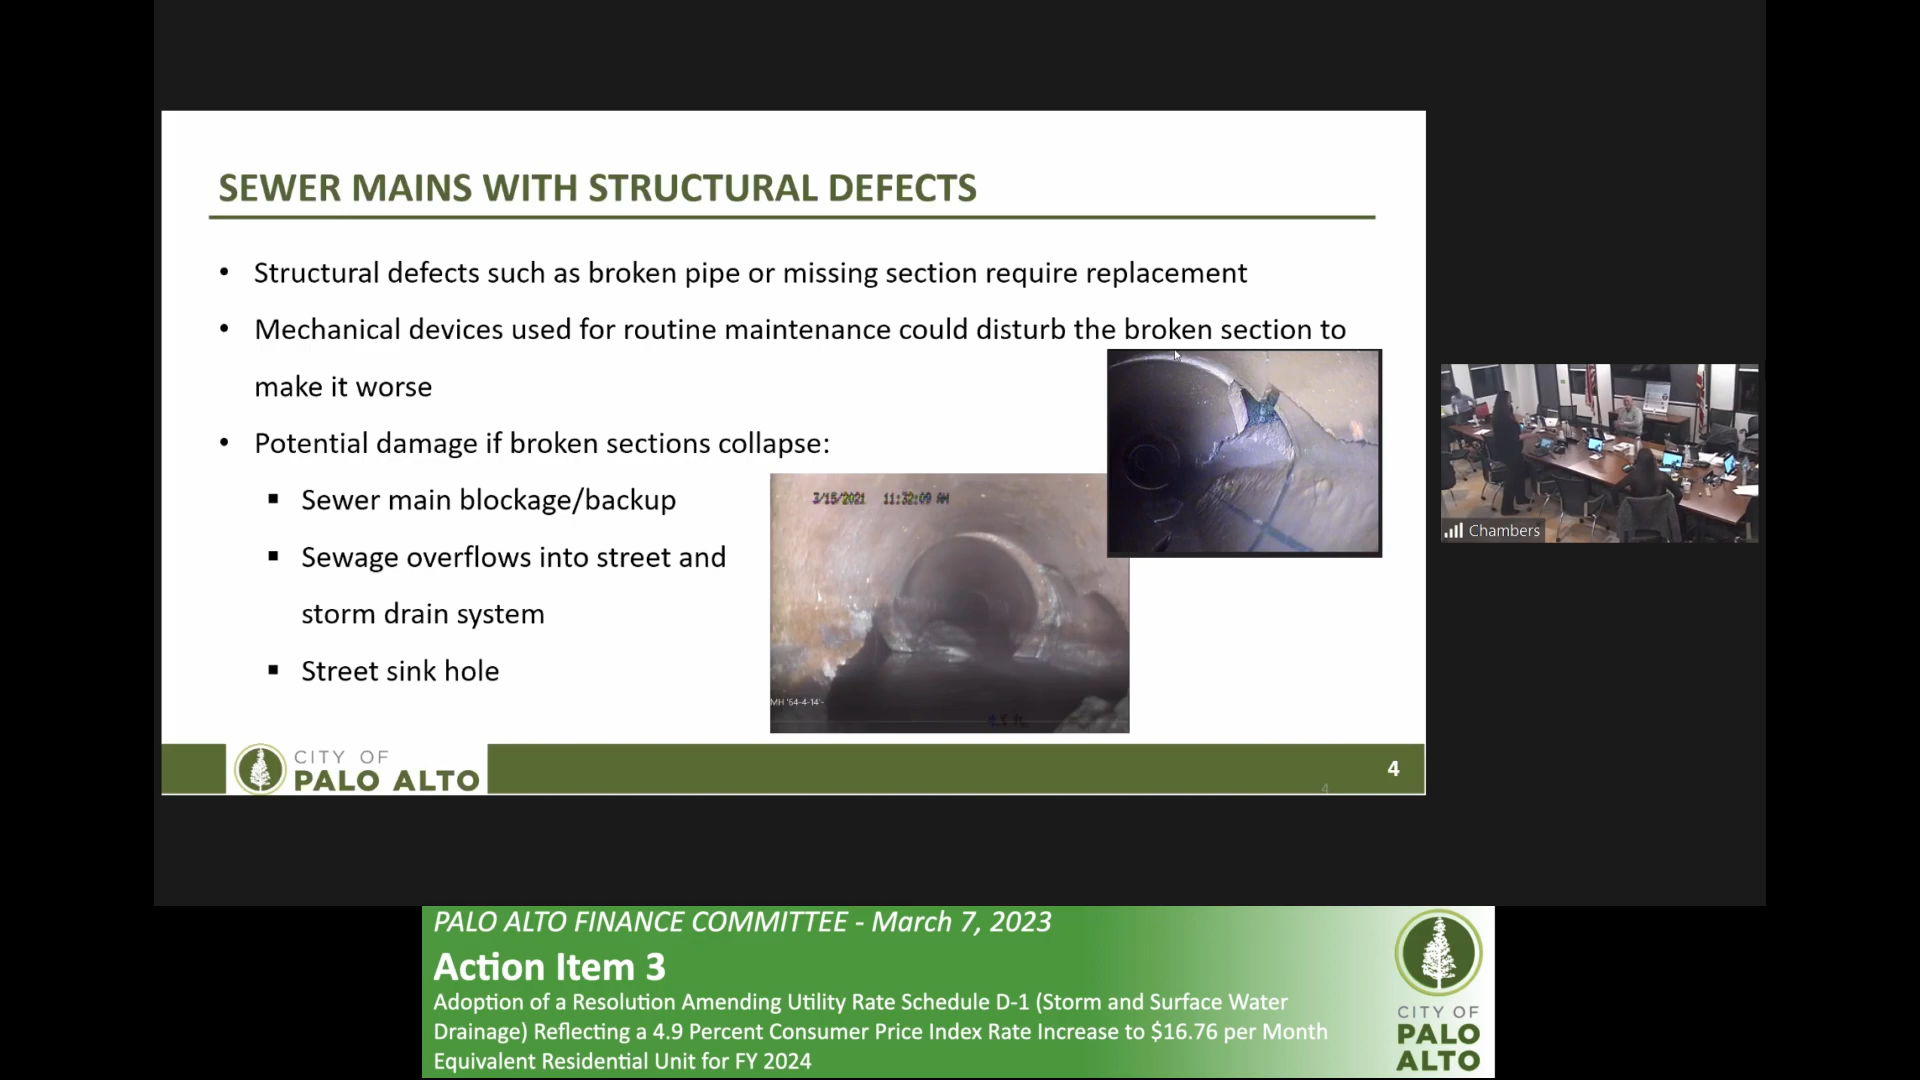 SEWER MAINS WITH STRUCTURAL DEFECTS
• Structural defects such as broken pipe or missing section require replacement
• Mechanical devices used for routine maintenance could disturb the broken section to
make it worse
• Potential damage if broken sections collapse:
▪ Sewer main blockage/backup
▪ Sewage overflows into street and
storm drain system
▪ Street sink hole
3/15/2021 11:32:09 AM
MH '54-4-14'-
CITY OF
PALO ALTO
4
4
Chambers
PALO ALTO FINANCE COMMITTEE - March 7, 2023
Action Item 3
Adoption of a Resolution Amending Utility Rate Schedule D-1 (Storm and Surface Water
Drainage) Reflecting a 4.9 Percent Consumer Price Index Rate Increase to $16.76 per Month
Equivalent Residential Unit for FY 2024
CITY OF
PALO
ALTO